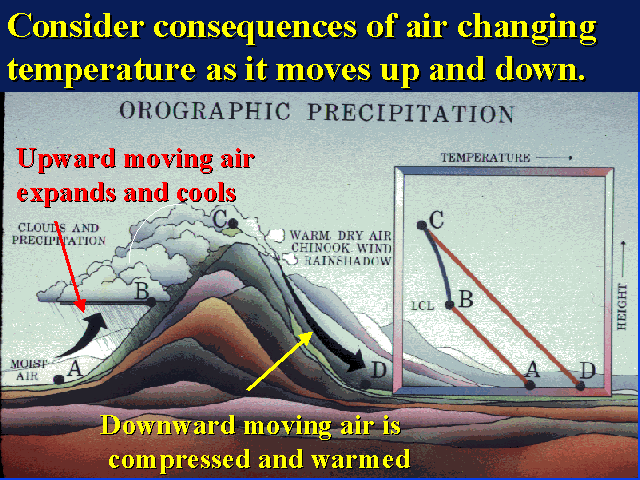 Consider consequences of air changing
temperature as it moves up and down.
OROGRAPHIC PRECIPITATION
Upward moving air
expands and cools
CLOUDS AND
PRECIPITATION
C
WARM, DRY AIR
CHINOOK WIND
RAINSHADOW
B
MOIST
AIR
A
D
TEMPERATURE
C
LCL
B
HEIGHT
A
D
Downward moving air is
compressed and warmed